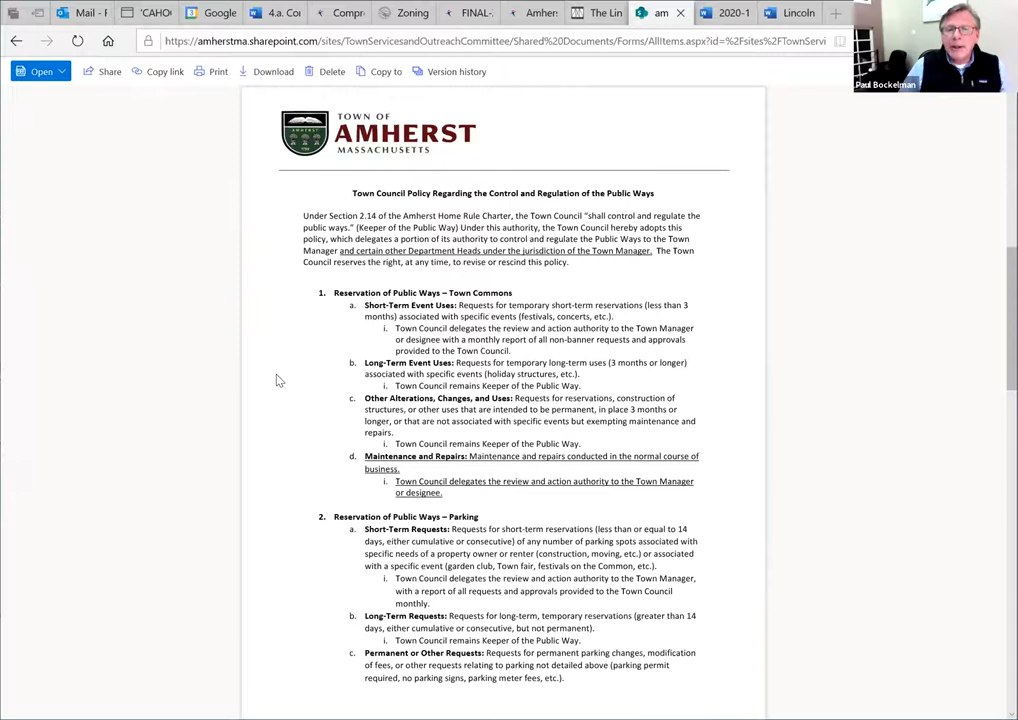 Mail - F
'CAHO
Google
4.a. Co
Compre
Zoning
FINAL-
Amher
The Lin
am
2020-1
Lincoln
https://amherstma.sharepoint.com/sites/TownServicesandOutreachCommittee/Shared%20Documents/Forms/AllItems.aspx?id=%2Fsites%2FTownServi
Open
Share
Copy link
Print
Download
Delete
Copy to
Version history
Paul Bockelman
TOWN OF
AMHERST
MASSACHUSETTS
Town Council Policy Regarding the Control and Regulation of the Public Ways
Under Section 2.14 of the Amherst Home Rule Charter, the Town Council "shall control and regulate the
public ways." (Keeper of the Public Way) Under this authority, the Town Council hereby adopts this
policy, which delegates a portion of its authority to control and regulate the Public Ways to the Town
Manager and certain other Department Heads under the jurisdiction of the Town Manager. The Town
Council reserves the right, at any time, to revise or rescind this policy.
1. Reservation of Public Ways – Town Commons
a. Short-Term Event Uses: Requests for temporary short-term reservations (less than 3
months) associated with specific events (festivals, concerts, etc.).
i. Town Council delegates the review and action authority to the Town Manager
or designee with a monthly report of all non-banner requests and approvals
provided to the Town Council.
b. Long-Term Event Uses: Requests for temporary long-term uses (3 months or longer)
associated with specific events (holiday structures, etc.).
i. Town Council remains Keeper of the Public Way.
c. Other Alterations, Changes, and Uses: Requests for reservations, construction of
structures, or other uses that are intended to be permanent, in place 3 months or
longer, or that are not associated with specific events but exempting maintenance and
repairs.
i. Town Council remains Keeper of the Public Way.
d. Maintenance and Repairs: Maintenance and repairs conducted in the normal course of
business.
i. Town Council delegates the review and action authority to the Town Manager
or designee.
2. Reservation of Public Ways – Parking
a. Short-Term Requests: Requests for short-term reservations (less than or equal to 14
days, either cumulative or consecutive) of any number of parking spots associated with
specific needs of a property owner or renter (construction, moving, etc.) or associated
with a specific event (garden club, Town fair, festivals on the Common, etc.).
i. Town Council delegates the review and action authority to the Town Manager,
with a report of all requests and approvals provided to the Town Council
monthly.
b. Long-Term Requests: Requests for long-term, temporary reservations (greater than 14
days, either cumulative or consecutive, but not permanent).
i. Town Council remains Keeper of the Public Way.
c. Permanent or Other Requests: Requests for permanent parking changes, modification
of fees, or other requests relating to parking not detailed above (parking permit
required, no parking signs, parking meter fees, etc.).